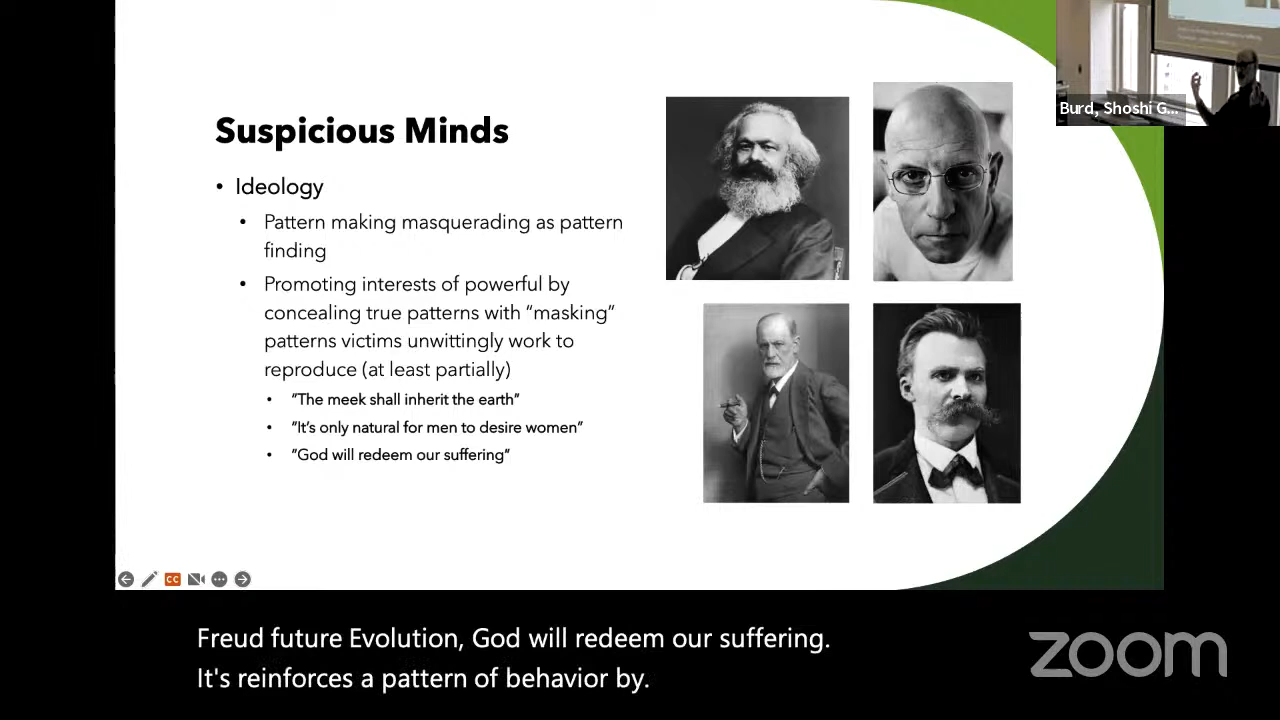 Suspicious Minds
• Ideology
• Pattern making masquerading as pattern
finding
• Promoting interests of powerful by
concealing true patterns with “masking”
patterns victims unwittingly work to
reproduce (at least partially)
• ”The meek shall inherit the earth”
• ”It’s only natural for men to desire women”
• ”God will redeem our suffering”
Burd, Shoshi G...
CC
Freud future Evolution, God will redeem our suffering.
It's reinforces a pattern of behavior by.
zoom